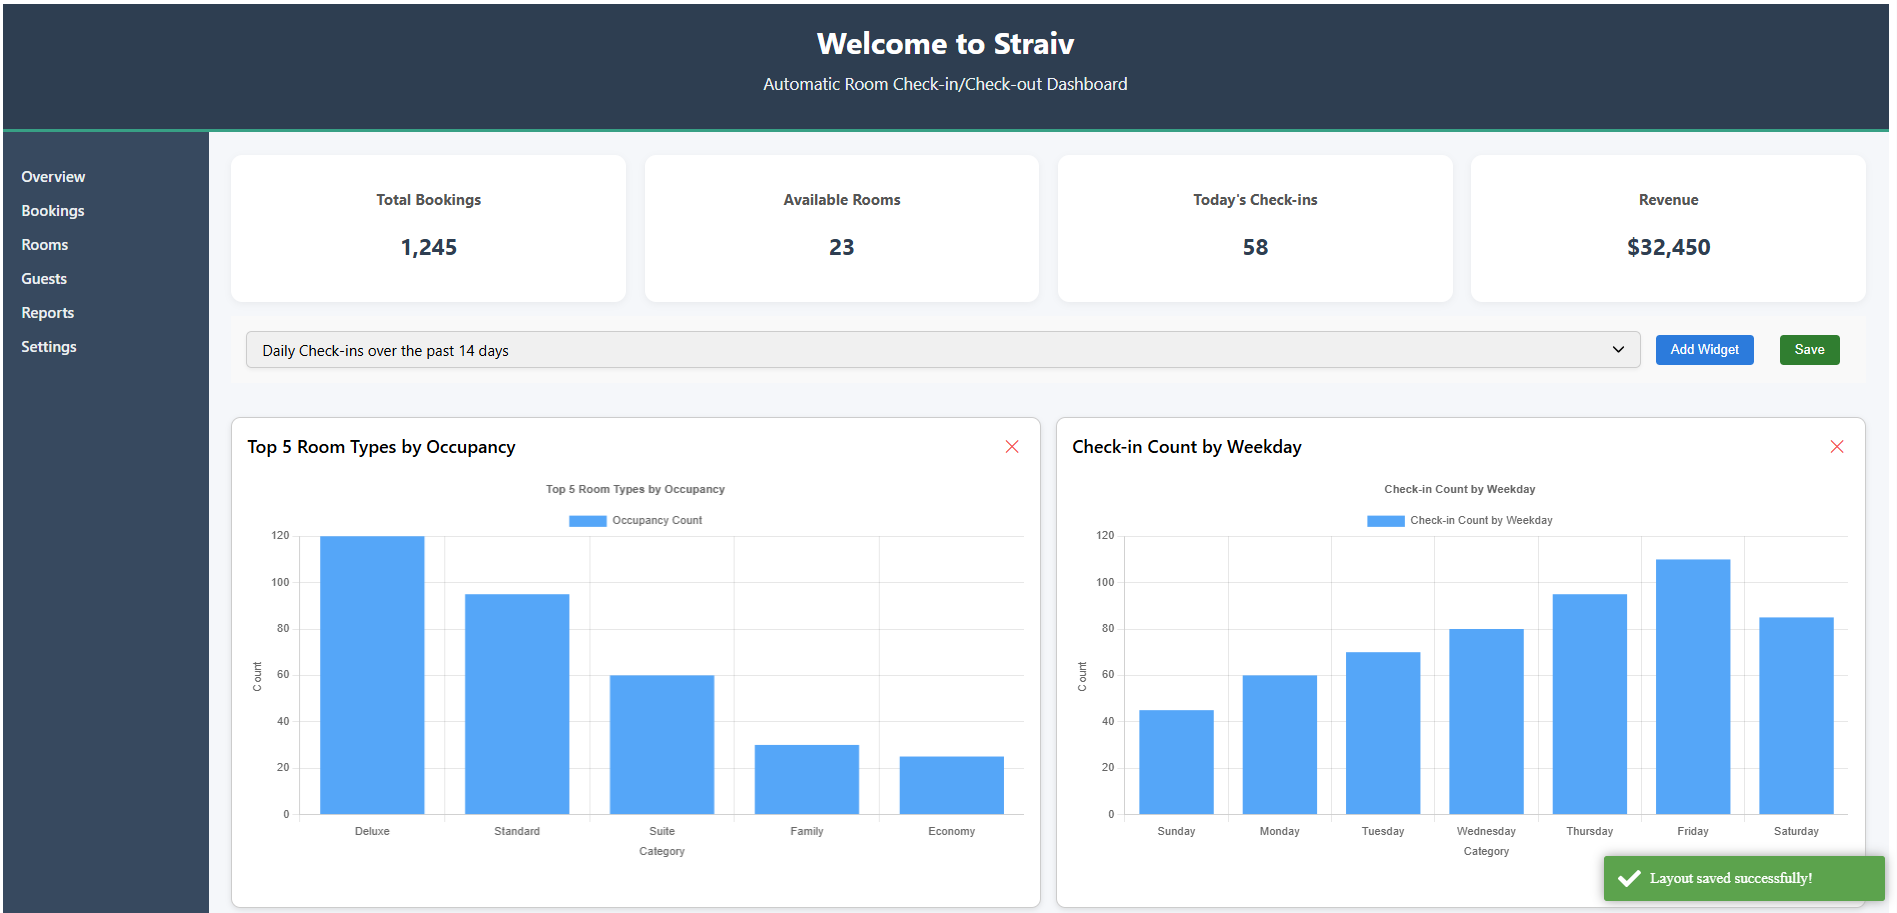 Welcome to Straiv
Automatic Room Check-in/Check-out Dashboard
Overview
Bookings
Rooms
Guests
Reports
Settings
Total Bookings
1,245
Available Rooms
23
Today's Check-ins
58
Revenue
$32,450
Daily Check-ins over the past 14 days
Add Widget
Save
Top 5 Room Types by Occupancy
Top 5 Room Types by Occupancy
Occupancy Count
120
100
80
60
40
20
0
Count
Deluxe
Standard
Suite
Family
Economy
Category
Check-in Count by Weekday
Check-in Count by Weekday
Check-in Count by Weekday
120
100
80
60
40
20
0
Count
Sunday
Monday
Tuesday
Wednesday
Thursday
Friday
Saturday
Category
Layout saved successfully!